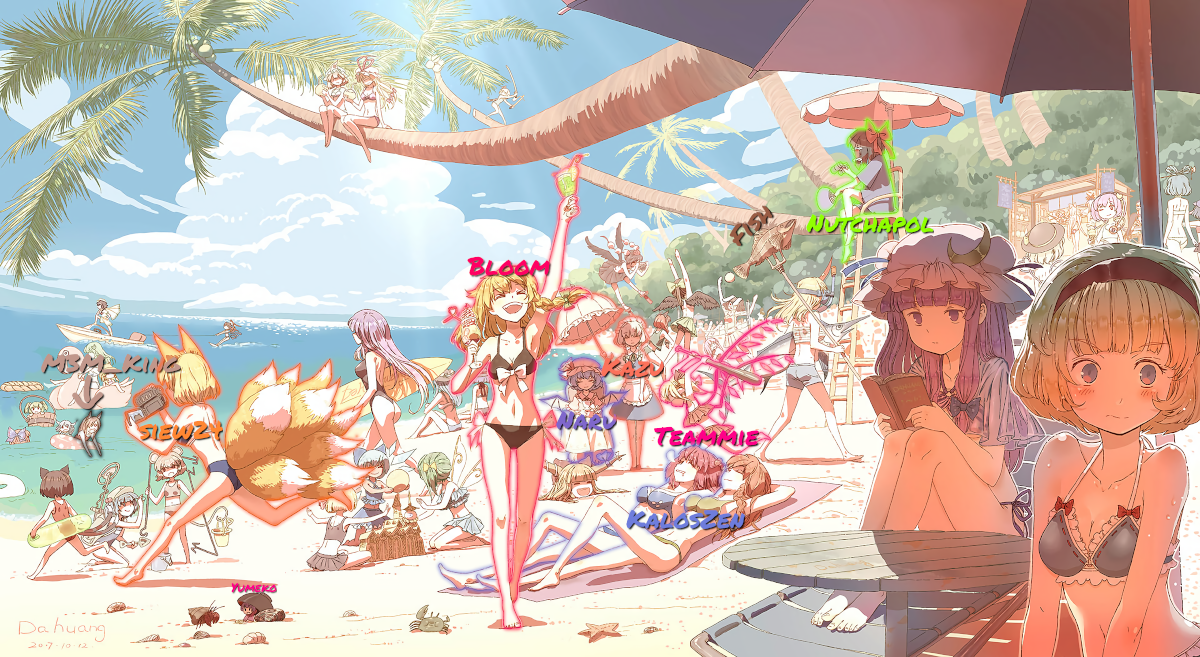 Nutchapol
Fish
Bloom
MBM_King
Kazu
siew24
Naru
Teammie
KalosZen
Yumeko
Dahuang
2017.10.12.